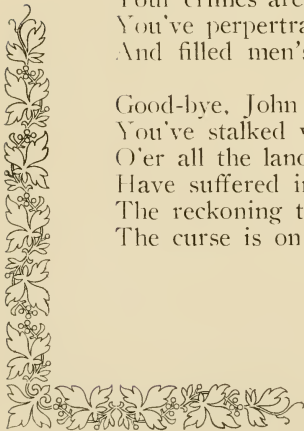 Your crimes are
You've perpetra
And filled men's

Good-bye, John
You've stalked
O'er all the land
Have suffered in
The reckoning t
The curse is on